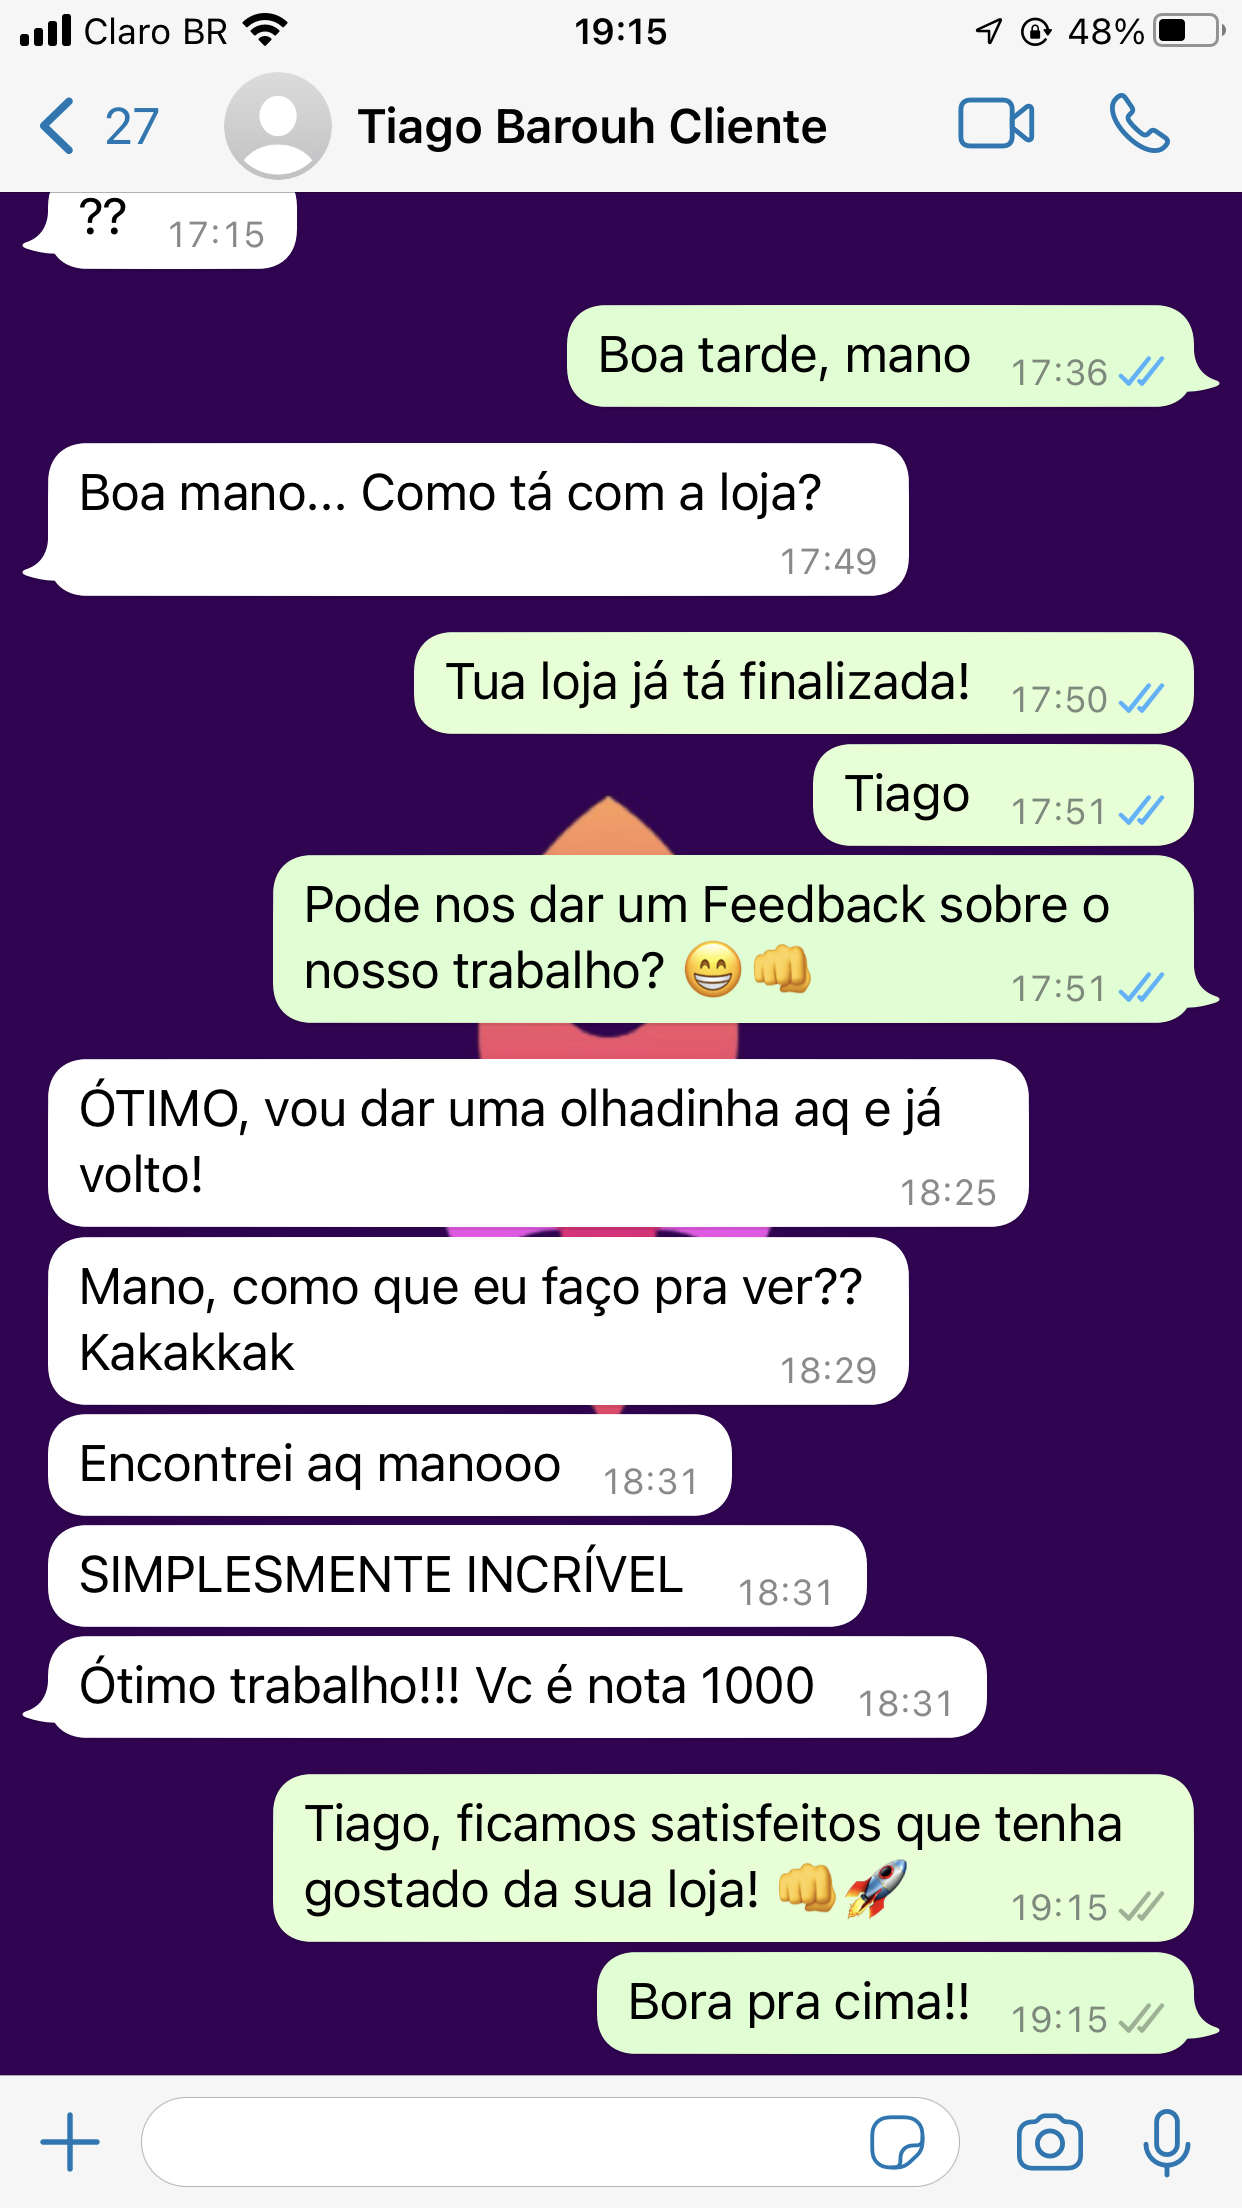 Claro BR 19:15 48%
27 Tiago Barouh Cliente
?? 17:15
Boa tarde, mano 17:36
Boa mano... Como tá com a loja?
17:49
Tua loja já tá finalizada! 17:50
Tiago 17:51
Pode nos dar um Feedback sobre o
nosso trabalho? 😁👊 17:51
ÓTIMO, vou dar uma olhadinha aq e já
volto! 18:25
Mano, como que eu faço pra ver??
Kakakkak 18:29
Encontrei aq manooo 18:31
SIMPLESMENTE INCRÍVEL 18:31
Ótimo trabalho!!! Vc é nota 1000 18:31
Tiago, ficamos satisfeitos que tenha
gostado da sua loja! 👊🚀 19:15
Bora pra cima!! 19:15